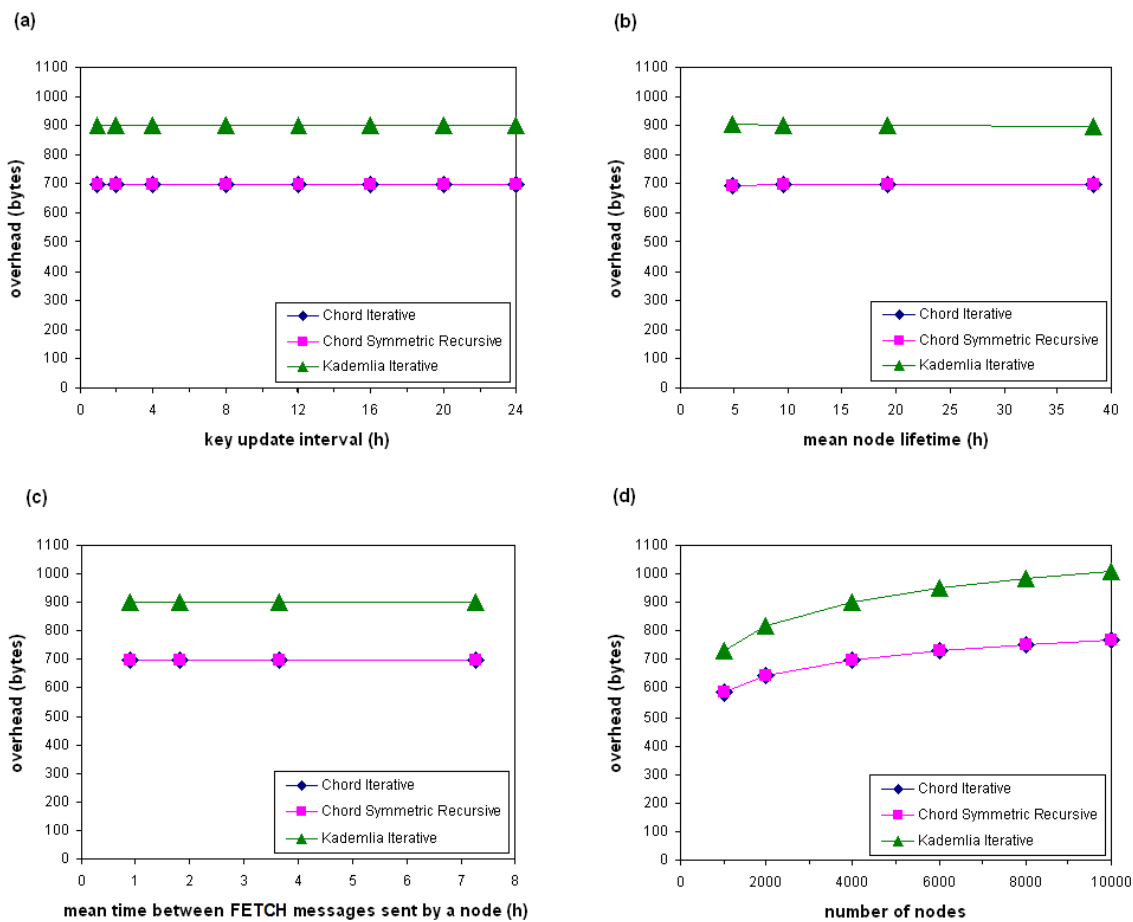 (a)
1100
1000
900
800
700
600
500
400
300
200
100
0
overhead (bytes)
Chord Iterative
Chord Symmetric Recursive
Kademlia Iterative
0 4 8 12 16 20 24
key update interval (h)
(b)
1100
1000
900
800
700
600
500
400
300
200
100
0
overhead (bytes)
Chord Iterative
Chord Symmetric Recursive
Kademlia Iterative
0 5 10 15 20 25 30 35 40
mean node lifetime (h)
(c)
1100
1000
900
800
700
600
500
400
300
200
100
0
overhead (bytes)
Chord Iterative
Chord Symmetric Recursive
Kademlia Iterative
0 1 2 3 4 5 6 7 8
mean time between FETCH messages sent by a node (h)
(d)
1100
1000
900
800
700
600
500
400
300
200
100
0
overhead (bytes)
Chord Iterative
Chord Symmetric Recursive
Kademlia Iterative
0 2000 4000 6000 8000 10000
number of nodes